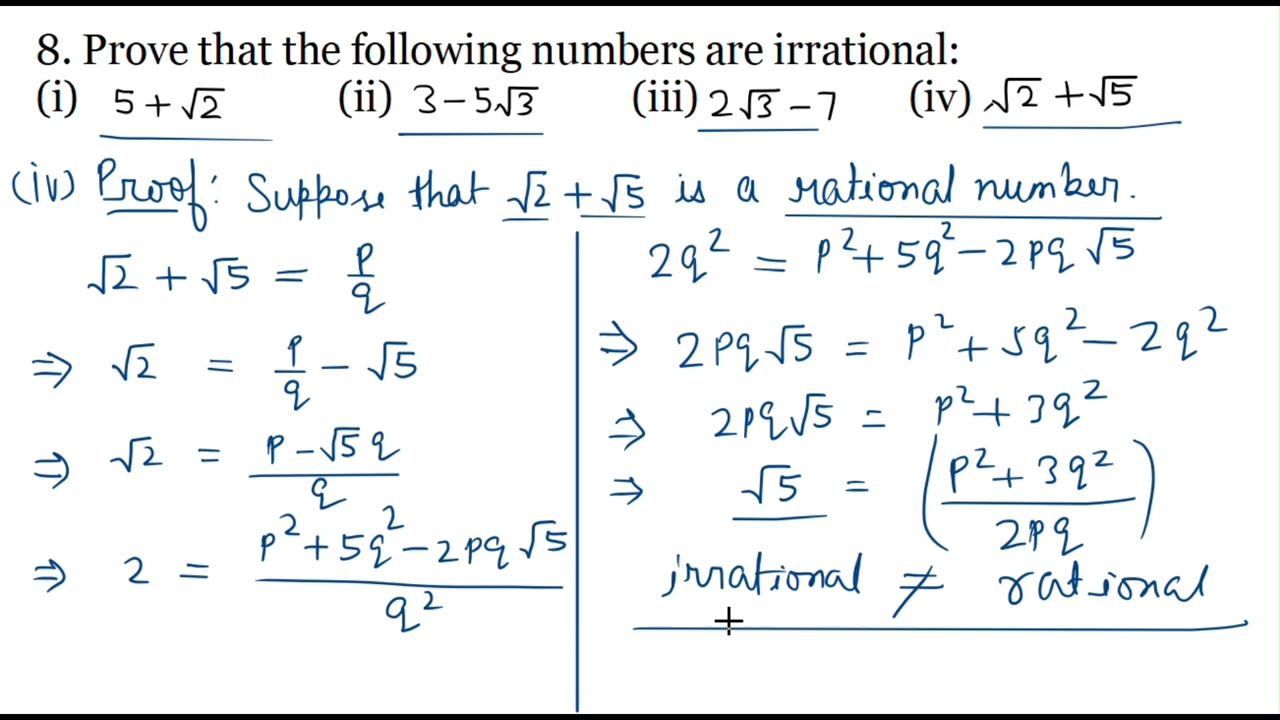 8. Prove that the following numbers are irrational:
(i) 5 + √2 (ii) 3 − 5√3 (iii) 2√3 − 7 (iv) √2 + √5
(iv) Proof: Suppose that √2 + √5 is a rational number.
√2 + √5 = p/q
⇒ √2 = p/q − √5
⇒ √2 = (p − √5 q)/q
⇒ 2 = (p² + 5q² − 2pq√5)/q²
2q² = p² + 5q² − 2pq√5
⇒ 2pq√5 = p² + 5q² − 2q²
⇒ 2pq√5 = p² + 3q²
⇒ √5 = ((p² + 3q²)/(2pq))
irrational ≠ rational